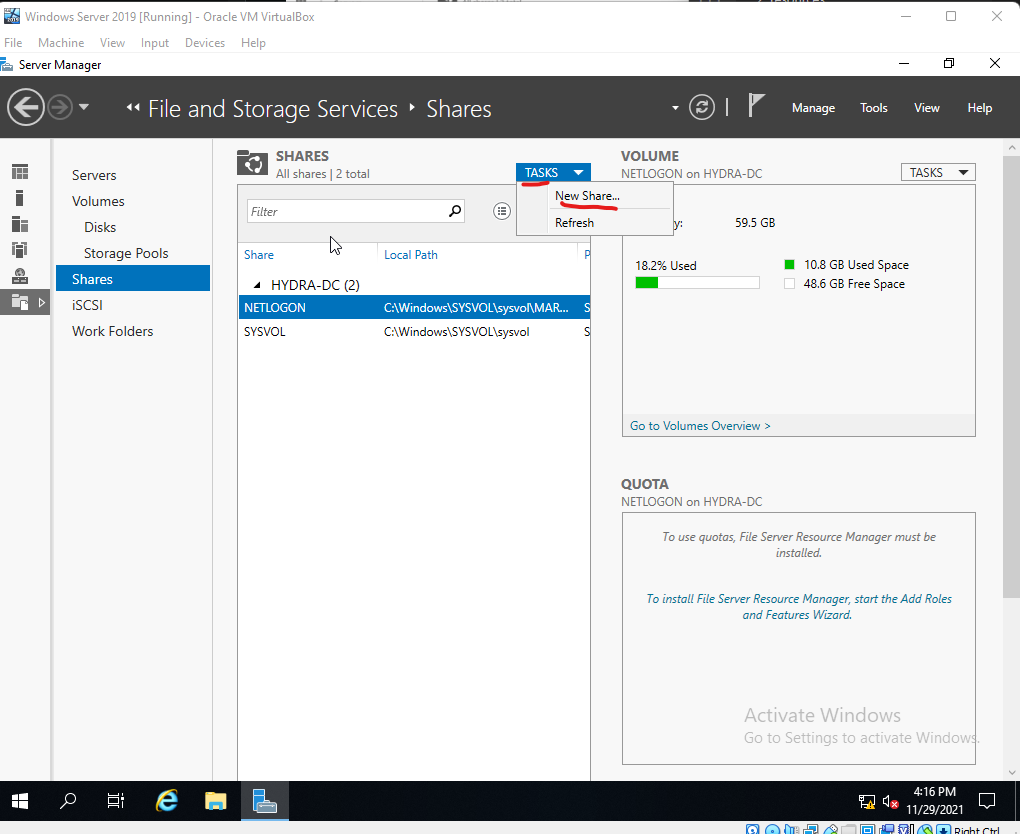 Windows Server 2019 [Running] - Oracle VM VirtualBox
File Machine View Input Devices Help
Server Manager
File and Storage Services Shares
Manage Tools View Help
Servers
Volumes
Disks
Storage Pools
Shares
iSCSI
Work Folders
SHARES
All shares | 2 total
TASKS
New Share...
Refresh
Filter
Share Local Path P
HYDRA-DC (2)
NETLOGON C:\Windows\SYSVOL\sysvol\MAR... S
SYSVOL C:\Windows\SYSVOL\sysvol S
VOLUME
NETLOGON on HYDRA-DC
TASKS
y: 59.5 GB
18.2% Used
10.8 GB Used Space
48.6 GB Free Space
Go to Volumes Overview >
QUOTA
NETLOGON on HYDRA-DC
To use quotas, File Server Resource Manager must be
installed.
To install File Server Resource Manager, start the Add Roles
and Features Wizard.
Activate Windows
Go to Settings to activate Windows.
4:16 PM
11/29/2021
Right Ctrl